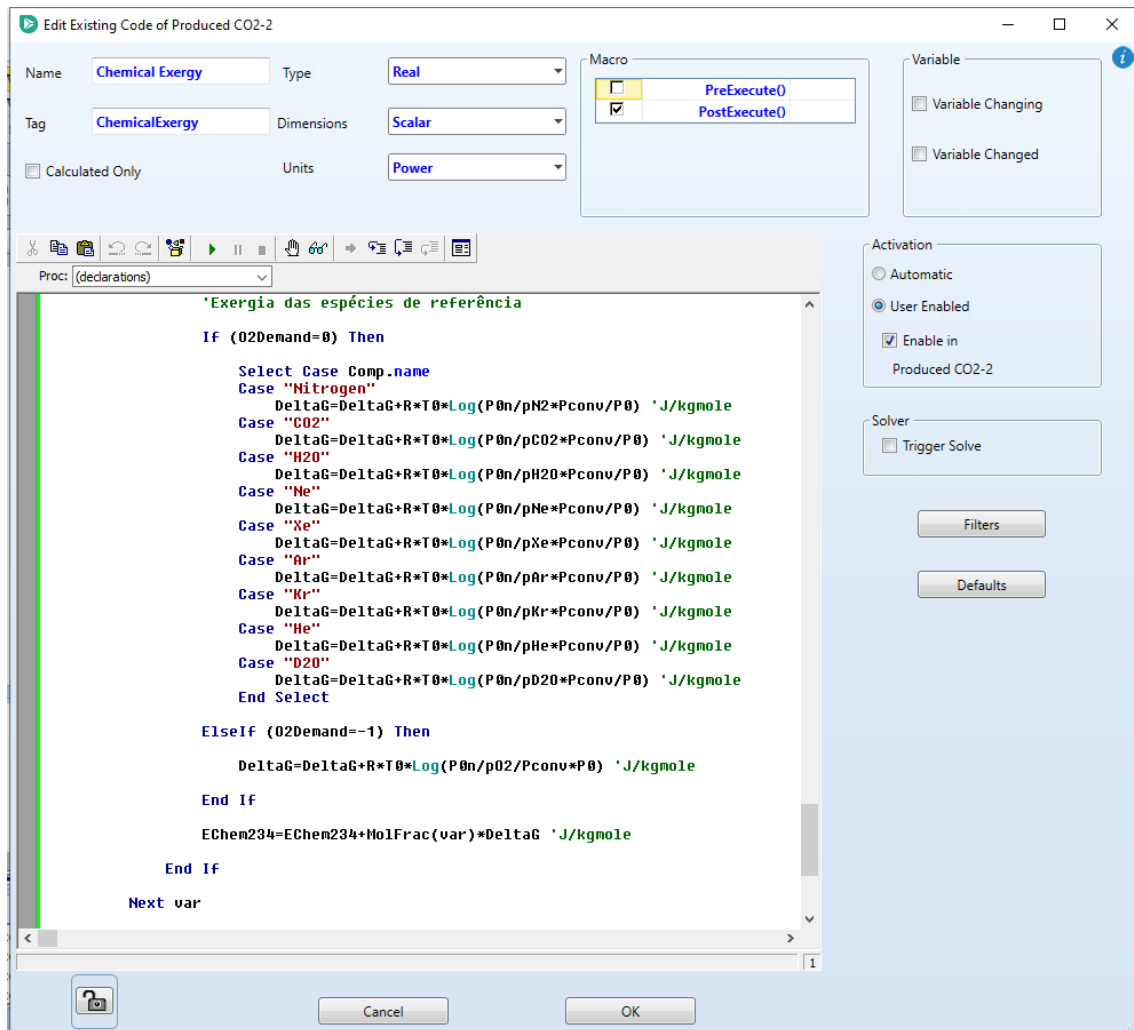 Edit Existing Code of Produced CO2-2
Name Chemical Exergy Type Real
Tag ChemicalExergy Dimensions Scalar
Calculated Only Units Power
Macro
PreExecute()
PostExecute()
Variable
Variable Changing
Variable Changed
Proc: (declarations)
'Exergia das espécies de referência
If (O2Demand=0) Then
Select Case Comp.name
Case "Nitrogen"
DeltaG=DeltaG+R*T0*Log(P0n/pN2*Pconv/P0) 'J/kgmole
Case "CO2"
DeltaG=DeltaG+R*T0*Log(P0n/pCO2*Pconv/P0) 'J/kgmole
Case "H2O"
DeltaG=DeltaG+R*T0*Log(P0n/pH2O*Pconv/P0) 'J/kgmole
Case "Ne"
DeltaG=DeltaG+R*T0*Log(P0n/pNe*Pconv/P0) 'J/kgmole
Case "Xe"
DeltaG=DeltaG+R*T0*Log(P0n/pXe*Pconv/P0) 'J/kgmole
Case "Ar"
DeltaG=DeltaG+R*T0*Log(P0n/pAr*Pconv/P0) 'J/kgmole
Case "Kr"
DeltaG=DeltaG+R*T0*Log(P0n/pKr*Pconv/P0) 'J/kgmole
Case "He"
DeltaG=DeltaG+R*T0*Log(P0n/pHe*Pconv/P0) 'J/kgmole
Case "D2O"
DeltaG=DeltaG+R*T0*Log(P0n/pD2O*Pconv/P0) 'J/kgmole
End Select
ElseIf (O2Demand=-1) Then
DeltaG=DeltaG+R*T0*Log(P0n/pO2/Pconv*P0) 'J/kgmole
End If
EChem234=EChem234+MolFrac(var)*DeltaG 'J/kgmole
End If
Next var
1
Activation
Automatic
User Enabled
Enable in
Produced CO2-2
Solver
Trigger Solve
Filters
Defaults
Cancel OK